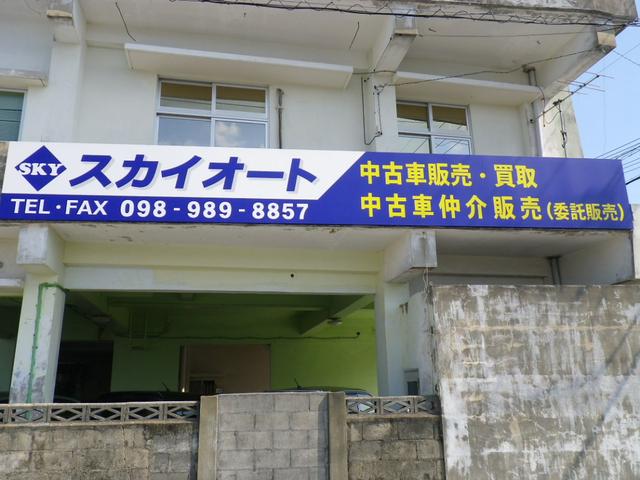 SKY スカイオート
TEL・FAX 098-989-8857
中古車販売・買取
中古車仲介販売(委託販売)